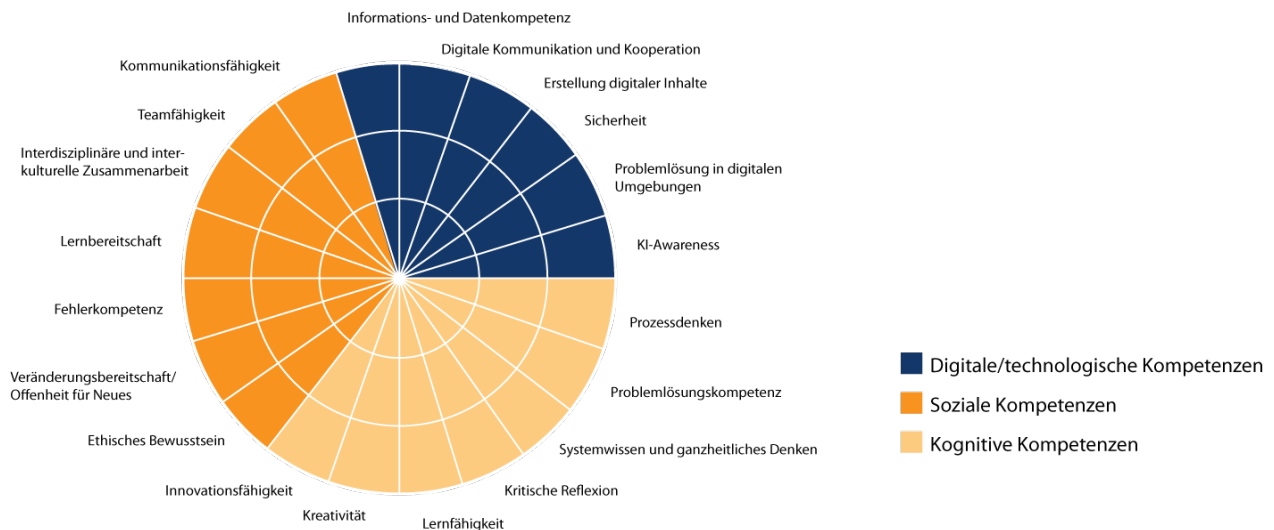 Informations- und Datenkompetenz
Digitale Kommunikation und Kooperation
Erstellung digitaler Inhalte
Sicherheit
Problemlösung in digitalen
Umgebungen
KI-Awareness
Prozessdenken
Problemlösungskompetenz
Systemwissen und ganzheitliches Denken
Kritische Reflexion
Lernfähigkeit
Kreativität
Innovationsfähigkeit
Ethisches Bewusstsein
Veränderungsbereitschaft/
Offenheit für Neues
Fehlerkompetenz
Lernbereitschaft
Interdisziplinäre und inter-
kulturelle Zusammenarbeit
Teamfähigkeit
Kommunikationsfähigkeit
Digitale/technologische Kompetenzen
Soziale Kompetenzen
Kognitive Kompetenzen